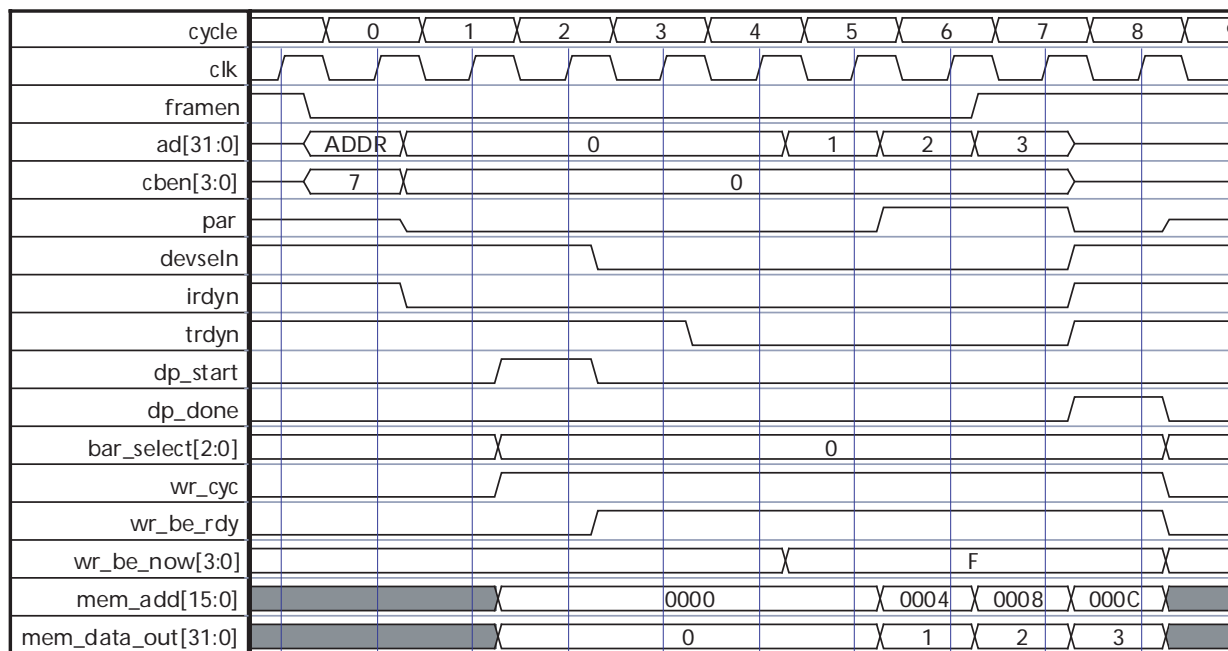 cycle 0 1 2 3 4 5 6 7 8
clk
framen
ad[31:0] ADDR 0 1 2 3
cben[3:0] 7 0
par
devseln
irdyn
trdyn
dp_start
dp_done
bar_select[2:0] 0
wr_cyc
wr_be_rdy
wr_be_now[3:0] F
mem_add[15:0] 0000 0004 0008 000C
mem_data_out[31:0] 0 1 2 3